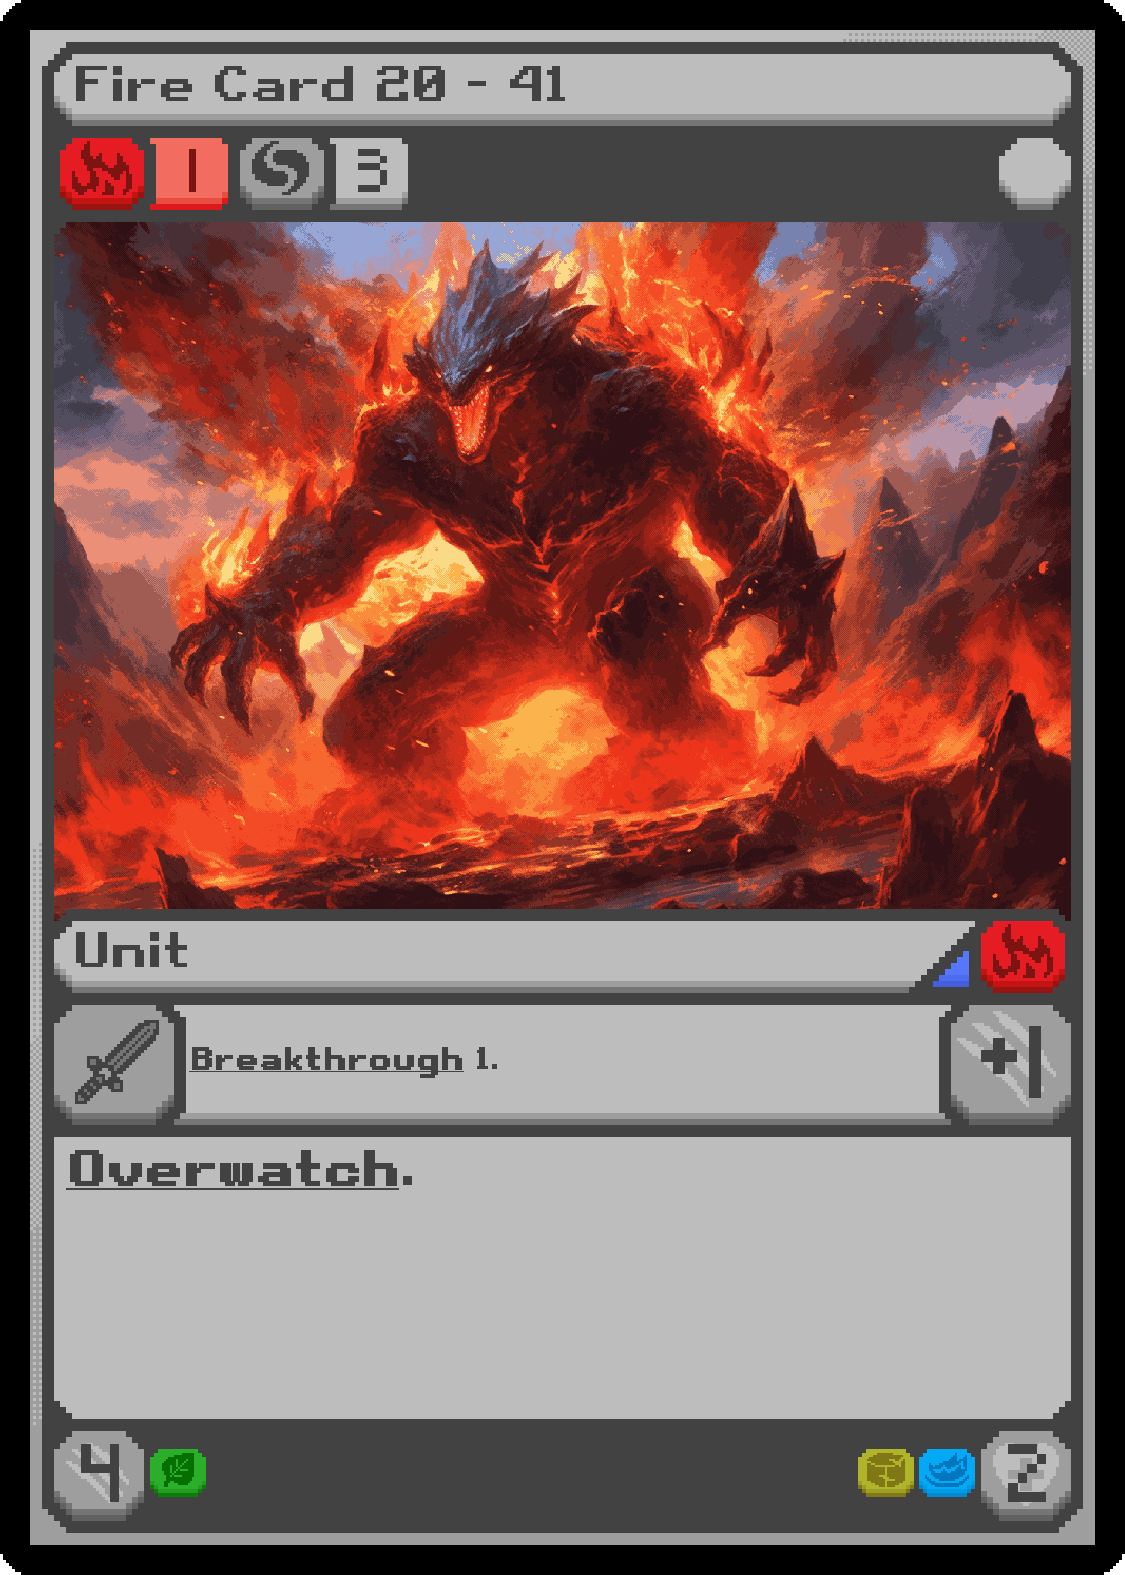 Fire Card 20 - 41
1 3
Unit
Breakthrough 1.
+1
Overwatch.
4 2